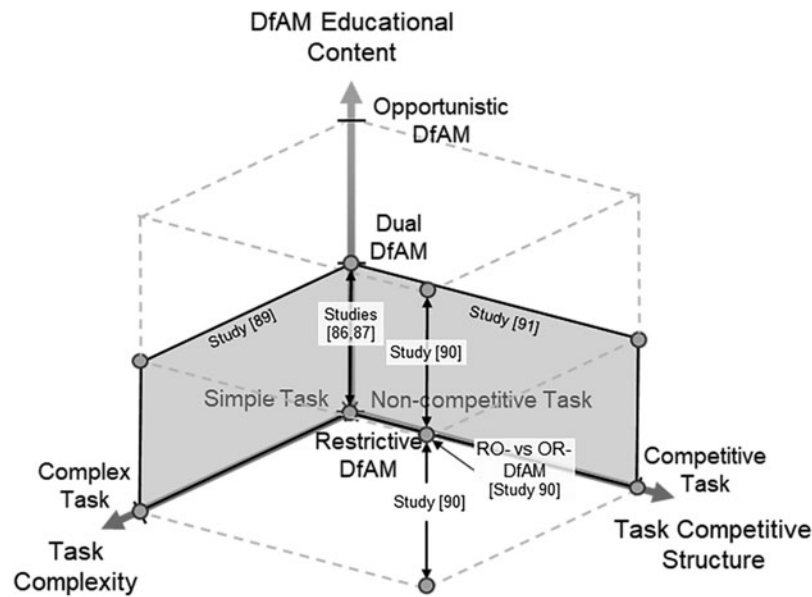 DfAM Educational
Content
Opportunistic
DfAM
Dual
DfAM
Study [89]
Studies
[86,87]
Study [91]
Study [90]
Simple Task
Non-competitive Task
Restrictive
DfAM
RO- vs OR-
DfAM
[Study 90]
Complex
Task
Competitive
Task
Study [90]
Task
Complexity
Task Competitive
Structure